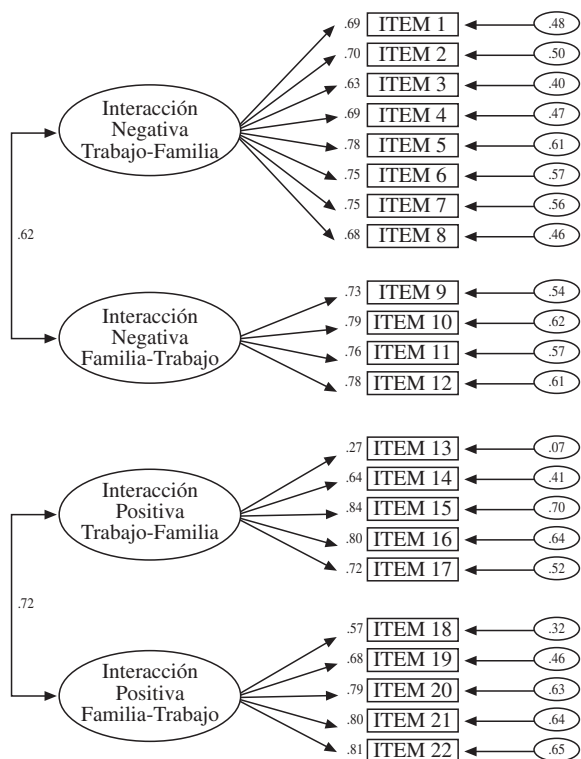 .69 ITEM 1 .48
.70 ITEM 2 .50
.63 ITEM 3 .40
.69 ITEM 4 .47
.78 ITEM 5 .61
.75 ITEM 6 .57
.75 ITEM 7 .56
.68 ITEM 8 .46
Interacción
Negativa
Trabajo-Familia
.62
.73 ITEM 9 .54
.79 ITEM 10 .62
.76 ITEM 11 .57
.78 ITEM 12 .61
Interacción
Negativa
Familia-Trabajo
.27 ITEM 13 .07
.64 ITEM 14 .41
.84 ITEM 15 .70
.80 ITEM 16 .64
.72 ITEM 17 .52
Interacción
Positiva
Trabajo-Familia
.72
.57 ITEM 18 .32
.68 ITEM 19 .46
.79 ITEM 20 .63
.80 ITEM 21 .64
.81 ITEM 22 .65
Interacción
Positiva
Familia-Trabajo